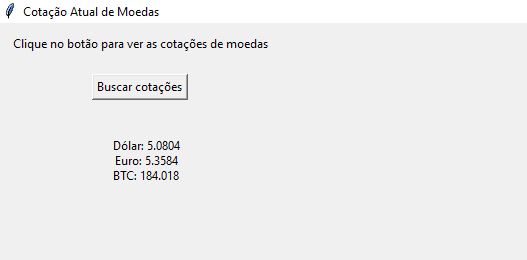 Cotação Atual de Moedas
Clique no botão para ver as cotações de moedas
Buscar cotações
Dólar: 5.0804
Euro: 5.3584
BTC: 184.018